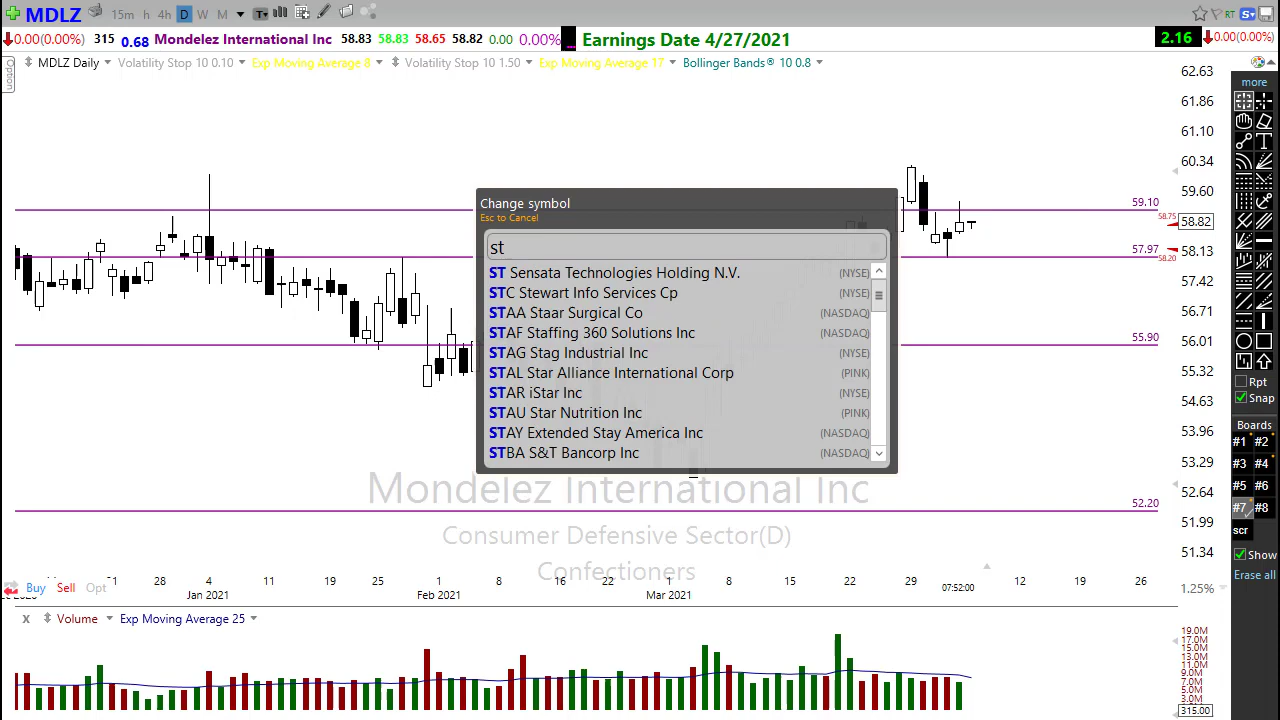 MDLZ 15m h 4h D W M T
RT S
0.00(0.00%) 315 0.68 Mondelez International Inc 58.83 58.83 58.65 58.82 0.00 0.00% Earnings Date 4/27/2021 2.16 0.00(0.00%)
Option
MDLZ Daily Volatility Stop 10 0.10 Exp Moving Average 8 Volatility Stop 10 1.50 Exp Moving Average 17 Bollinger Bands® 10 0.8
62.63
61.86
61.10
60.34
59.60
58.82
58.13
57.42
56.71
56.01
55.32
54.63
53.96
53.29
52.64
51.99
51.34
59.10
58.75
57.97
58.20
55.90
52.20
Change symbol
Esc to Cancel
st
ST Sensata Technologies Holding N.V. (NYSE)
STC Stewart Info Services Cp (NYSE)
STAA Staar Surgical Co (NASDAQ)
STAF Staffing 360 Solutions Inc (NASDAQ)
STAG Stag Industrial Inc (NYSE)
STAL Star Alliance International Corp (PINK)
STAR iStar Inc (NYSE)
STAU Star Nutrition Inc (PINK)
STAY Extended Stay America Inc (NASDAQ)
STBA S&T Bancorp Inc (NASDAQ)
Mondelez International Inc
Consumer Defensive Sector(D)
Confectioners
28 4 11 19 25 1 8 16 22 1 8 15 22 29 12 19 26
Jan 2021 Feb 2021 Mar 2021 07:52:00
Buy Sell Opt
1.25%
x Volume Exp Moving Average 25
19.0M
17.0M
15.0M
13.0M
11.0M
9.0M
7.0M
5.0M
3.0M
315.00
more
Rpt
Snap
Boards
#1 #2
#3 #4
#5 #6
#7 #8
scr
Show
Erase all